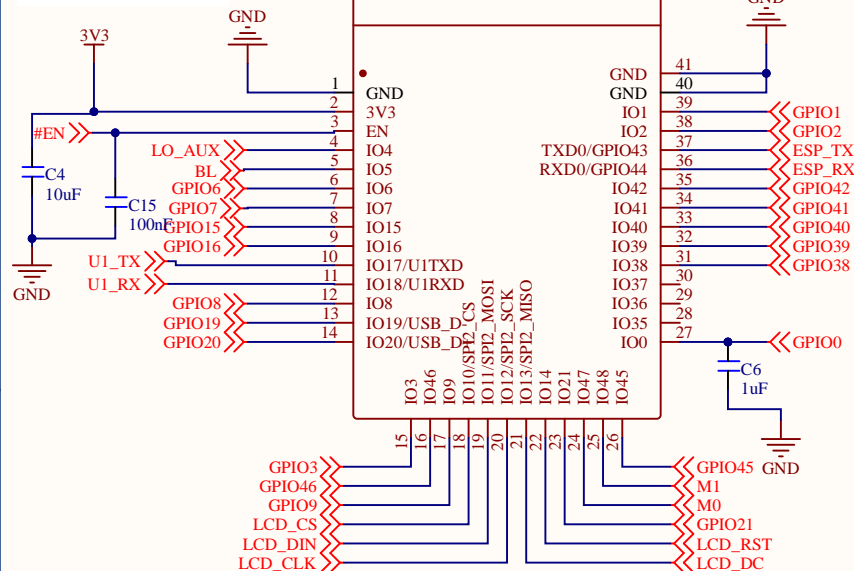 GND
GND
3V3
1 GND
2 3V3
#EN 3 EN
LO_AUX 4 IO4
BL 5 IO5
GPIO6 6 IO6
GPIO7 7 IO7
GPIO15 8 IO15
GPIO16 9 IO16
U1_TX 10 IO17/U1TXD
U1_RX 11 IO18/U1RXD
GPIO8 12 IO8
GPIO19 13 IO19/USB_D-
GPIO20 14 IO20/USB_D
C4
10uF
C15
100nF
GND
GND 41
GND 40
IO1 39 GPIO1
IO2 38 GPIO2
TXD0/GPIO43 37 ESP_TX
RXD0/GPIO44 36 ESP_RX
IO42 35 GPIO42
IO41 34 GPIO41
IO40 33 GPIO40
IO39 32 GPIO39
IO38 31 GPIO38
IO37 30
IO36 29
IO35 28
IO0 27 GPIO0
C6
1uF
GND
IO3 15
IO46 16
IO9 17
IO10/SPI2_CS 18
IO11/SPI2_MOSI 19
IO12/SPI2_SCK 20
IO13/SPI2_MISO 21
IO14 22
IO21 23
IO47 24
IO48 25
IO45 26
GPIO3
GPIO46
GPIO9
LCD_CS
LCD_DIN
LCD_CLK
GPIO45
M1
M0
GPIO21
LCD_RST
LCD_DC